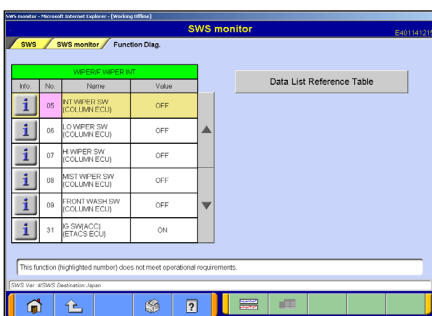 SWS monitor - Microsoft Internet Explorer - [Working Offline]
SWS monitor
E401141215
SWS
SWS monitor
Function Diag.
WIPER/F.WIPER INT
Info.
No.
Name
Value
05
INT WIPER SW
(COLUMN ECU)
OFF
06
LO WIPER SW
(COLUMN ECU)
OFF
07
HI WIPER SW
(COLUMN ECU)
OFF
08
MIST WIPER SW
(COLUMN ECU)
OFF
09
FRONT WASH SW
(COLUMN ECU)
OFF
31
IG SW(ACC)
(ETACS ECU)
ON
Data List Reference Table
This function (highlighted number) does not meet operational requirements.
SWS Ver: #SWS Destination:Japan